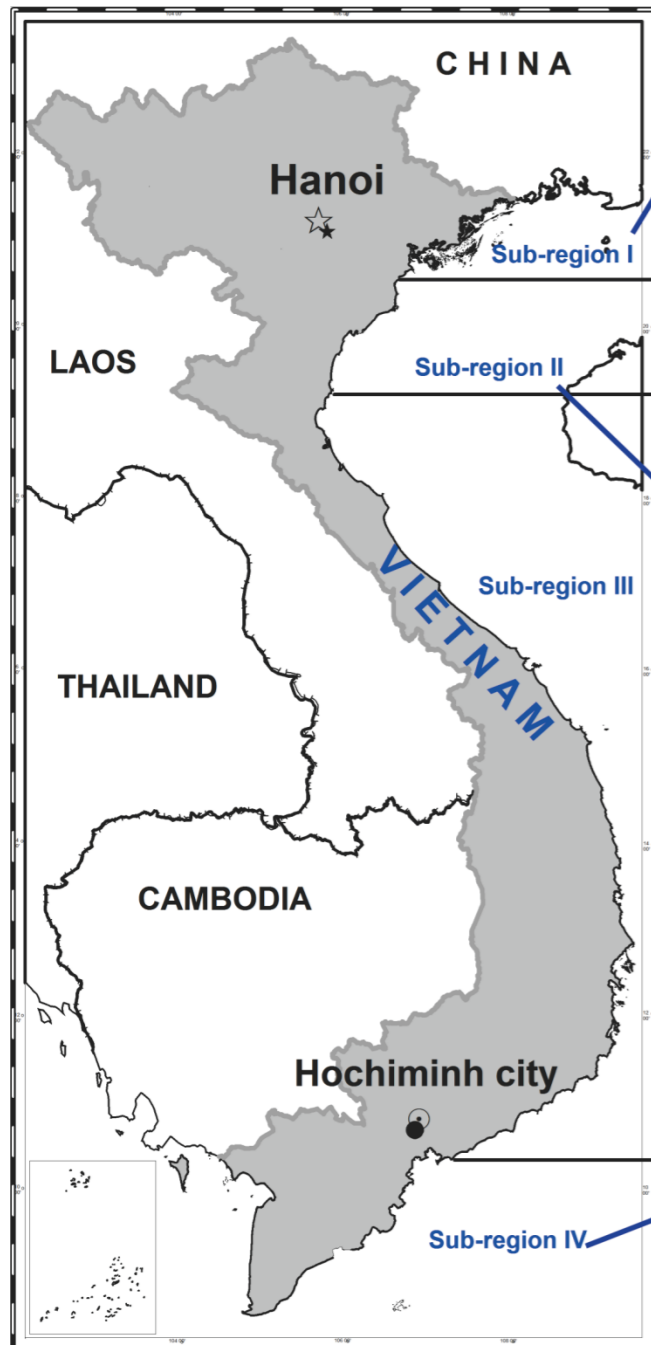 CHINA
Hanoi
Sub-region I
LAOS
Sub-region II
VIETNAM
Sub-region III
THAILAND
CAMBODIA
Hochiminh city
Sub-region IV